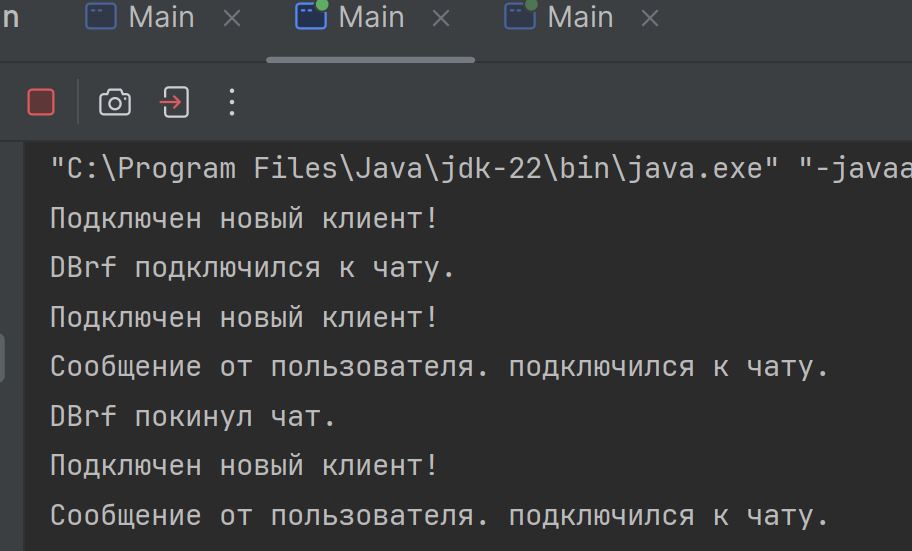 n Main Main Main
"C:\Program Files\Java\jdk-22\bin\java.exe" "-javaa
Подключен новый клиент!
DBrf подключился к чату.
Подключен новый клиент!
Сообщение от пользователя. подключился к чату.
DBrf покинул чат.
Подключен новый клиент!
Сообщение от пользователя. подключился к чату.